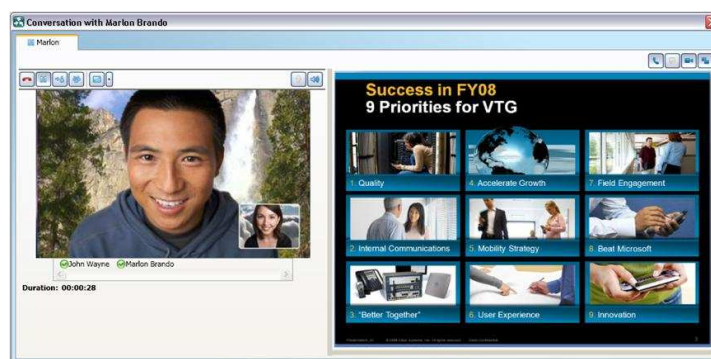 Conversation with Marlon Brando
Marlon
John Wayne Marlon Brando
Duration: 00:00:28
Success in FY08
9 Priorities for VTG
1. Quality
4. Accelerate Growth
7. Field Engagement
2. Internal Communications
5. Mobility Strategy
8. Beat Microsoft
3. "Better Together"
6. User Experience
9. Innovation